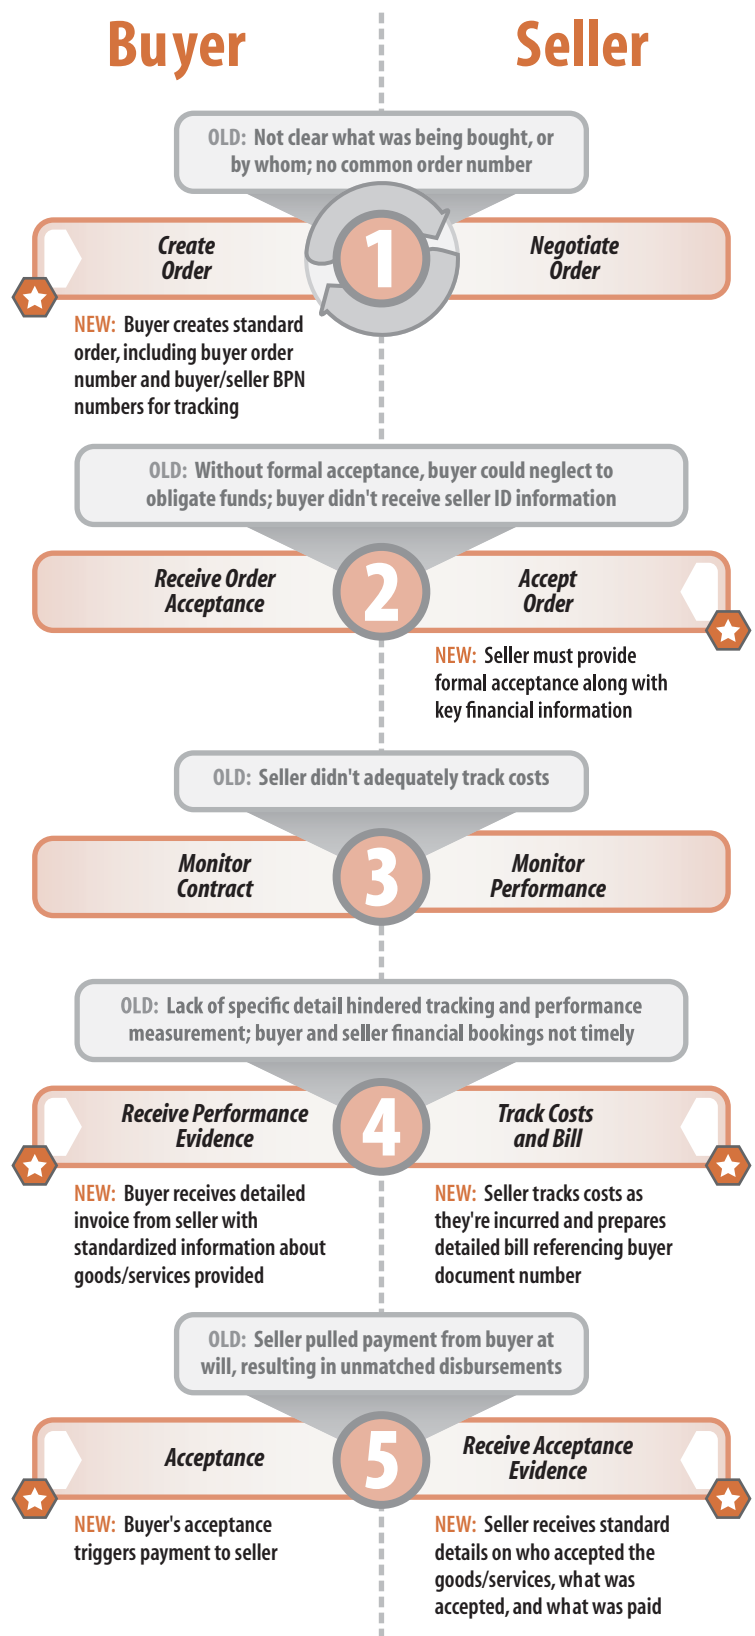 Buyer
Seller
OLD: Not clear what was being bought, or
by whom; no common order number
Create
Order
1
Negotiate
Order
NEW: Buyer creates standard
order, including buyer order
number and buyer/seller BPN
numbers for tracking
OLD: Without formal acceptance, buyer could neglect to
obligate funds; buyer didn't receive seller ID information
Receive Order
Acceptance
2
Accept
Order
NEW: Seller must provide
formal acceptance along with
key financial information
OLD: Seller didn't adequately track costs
Monitor
Contract
3
Monitor
Performance
OLD: Lack of specific detail hindered tracking and performance
measurement; buyer and seller financial bookings not timely
Receive Performance
Evidence
4
Track Costs
and Bill
NEW: Buyer receives detailed
invoice from seller with
standardized information about
goods/services provided
NEW: Seller tracks costs as
they're incurred and prepares
detailed bill referencing buyer
document number
OLD: Seller pulled payment from buyer at
will, resulting in unmatched disbursements
Acceptance
5
Receive Acceptance
Evidence
NEW: Buyer's acceptance
triggers payment to seller
NEW: Seller receives standard
details on who accepted the
goods/services, what was
accepted, and what was paid